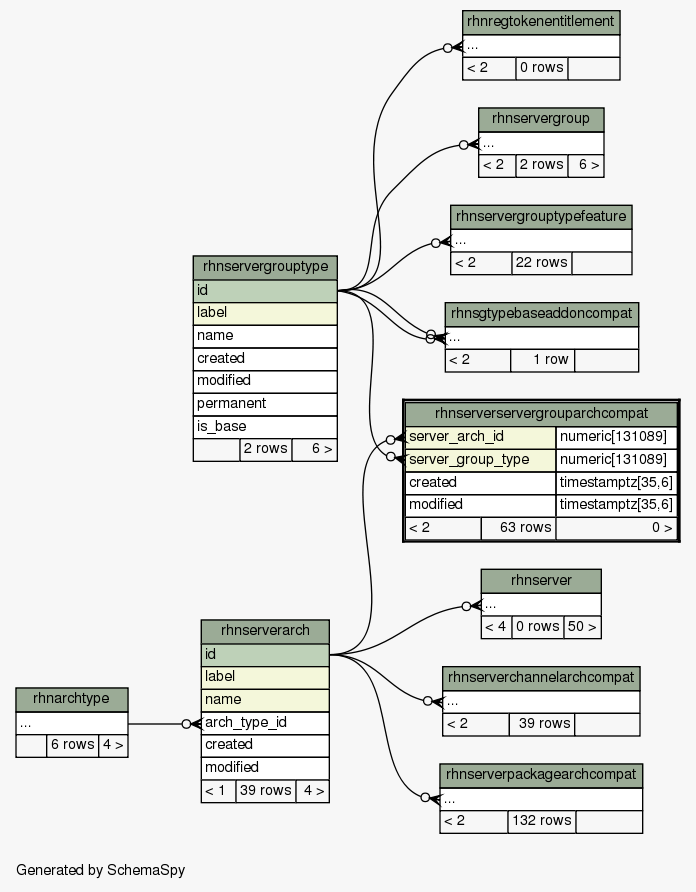 rhnregtokenentitlement
...
< 2 0 rows
rhnservergroup
...
< 2 2 rows 6 >
rhnservergrouptypefeature
...
< 2 22 rows
rhnservergrouptype
id
label
name
created
modified
permanent
is_base
2 rows 6 >
rhnsgtypebaseaddoncompat
...
< 2 1 row
rhnserverservergrouparchcompat
server_arch_id numeric[131089]
server_group_type numeric[131089]
created timestamptz[35,6]
modified timestamptz[35,6]
< 2 63 rows 0 >
rhnserver
...
< 4 0 rows 50 >
rhnserverarch
id
label
name
arch_type_id
created
modified
< 1 39 rows 4 >
rhnarchtype
...
6 rows 4 >
rhnserverchannelarchcompat
...
< 2 39 rows
rhnserverpackagearchcompat
...
< 2 132 rows
Generated by SchemaSpy